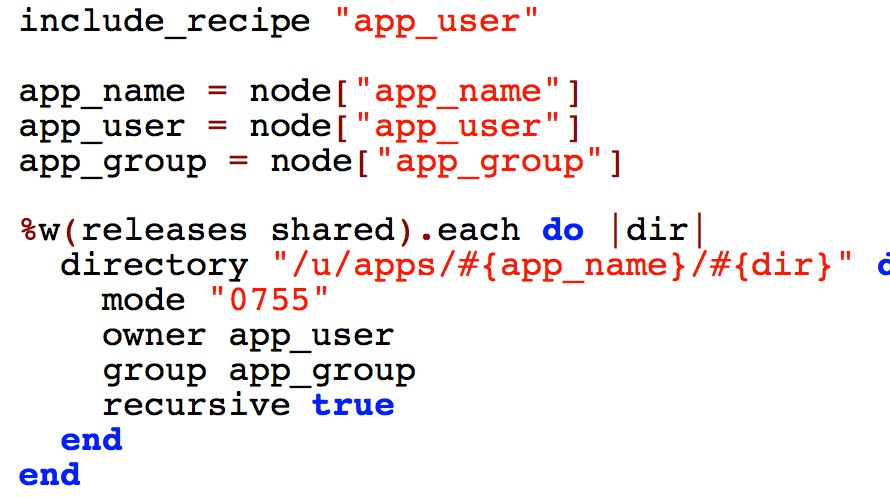 include_recipe "app_user"
app_name = node["app_name"]
app_user = node["app_user"]
app_group = node["app_group"]
%w(releases shared).each do |dir|
directory "/u/apps/#{app_name}/#{dir}"
mode "0755"
owner app_user
group app_group
recursive true
end
end